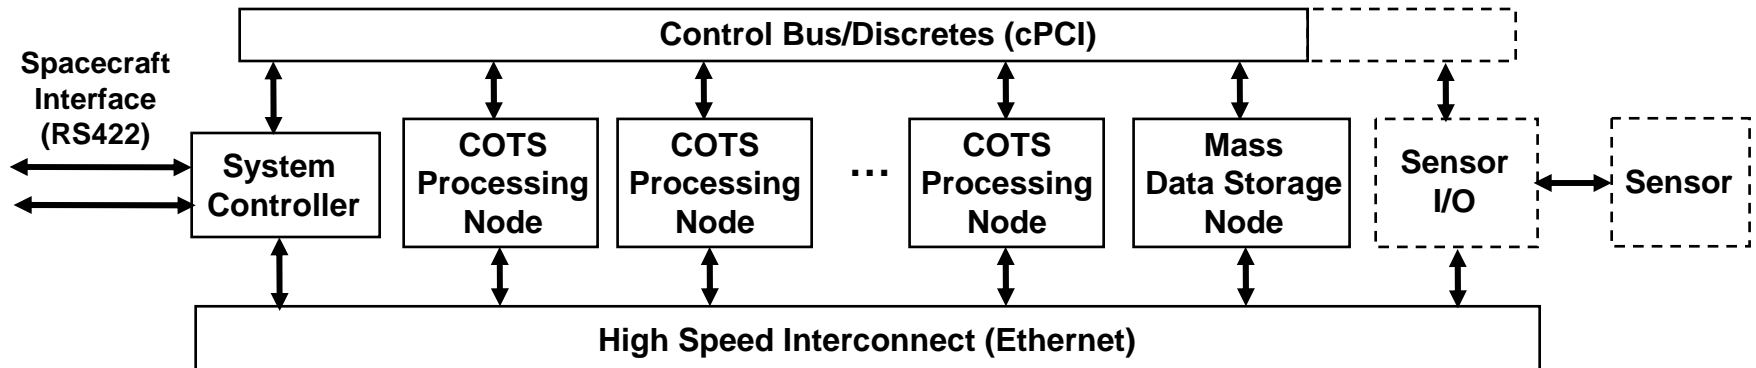 Control Bus/Discretes (cPCI)
Spacecraft
Interface
(RS422)
System
Controller
COTS
Processing
Node
COTS
Processing
Node
...
COTS
Processing
Node
Mass
Data Storage
Node
Sensor
I/O
Sensor
High Speed Interconnect (Ethernet)